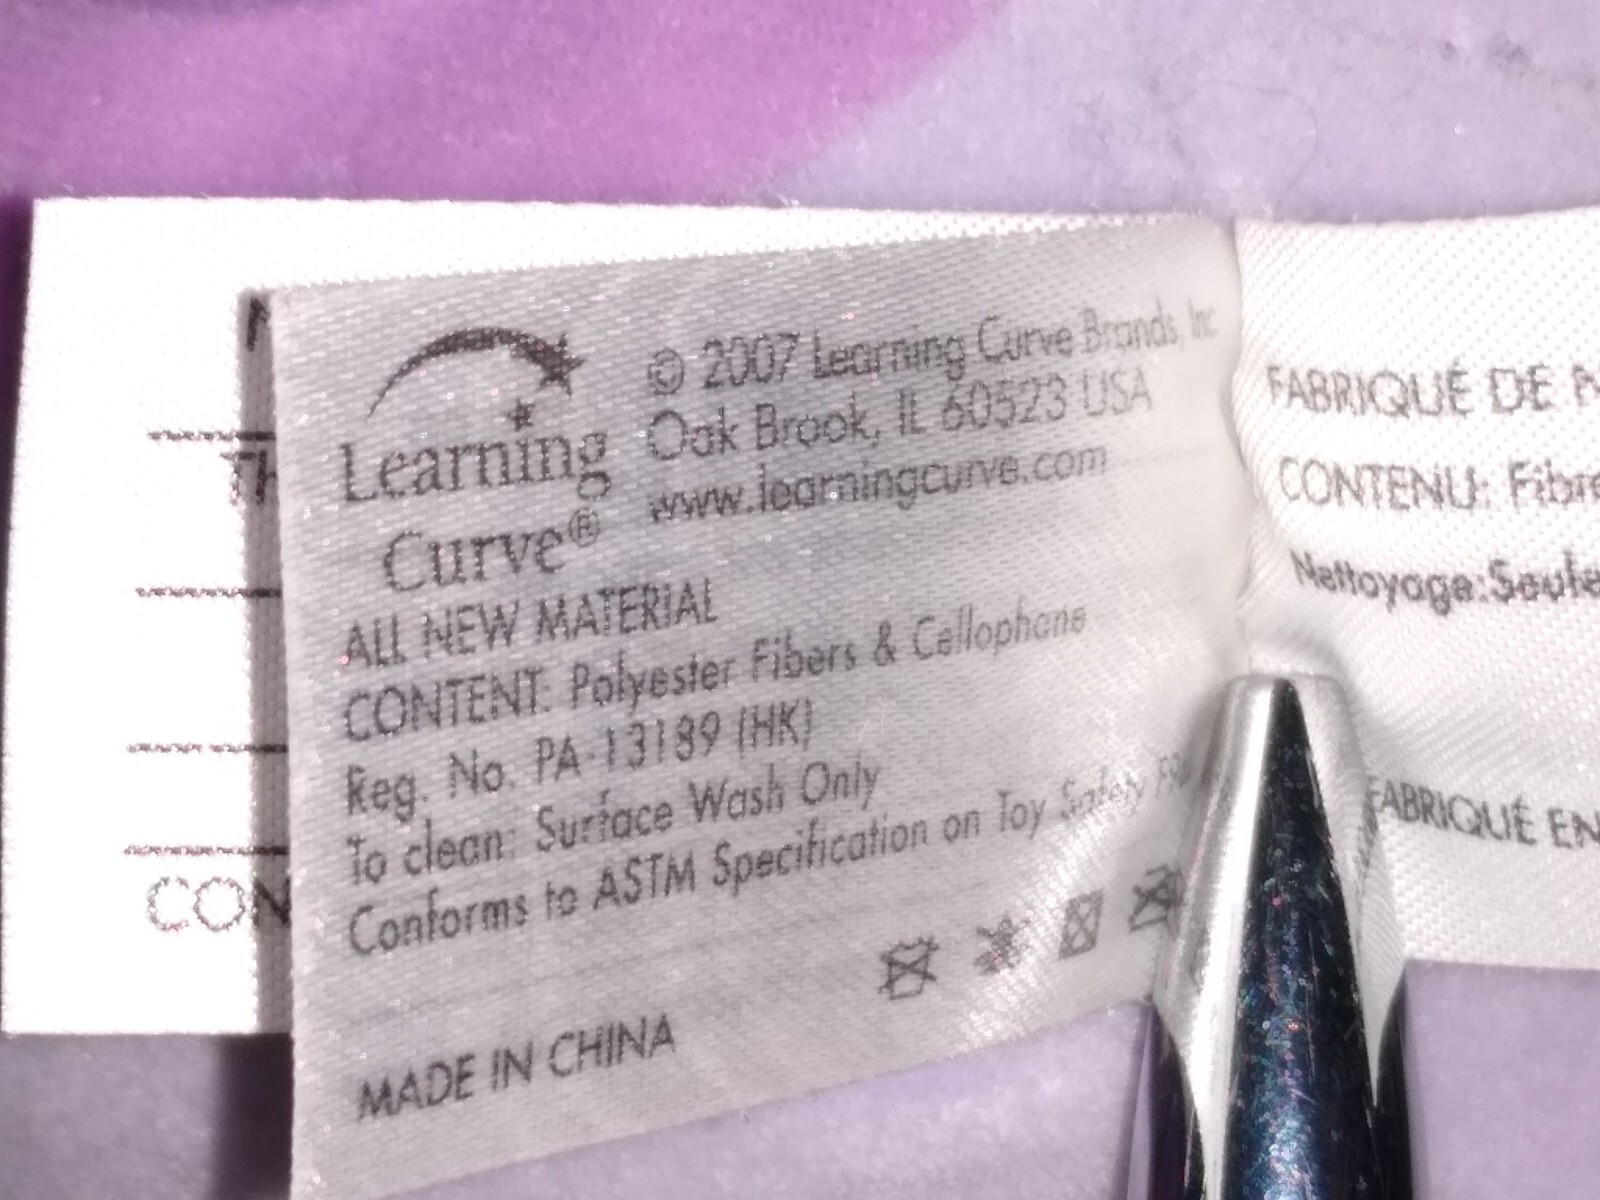 Learning
Curve®
© 2007 Learning Curve Brands, Inc
Oak Brook, IL 60523 USA
www.learningcurve.com
ALL NEW MATERIAL
CONTENT: Polyester Fibers & Cellophane
Reg. No. PA-13189 (HK)
To clean: Surface Wash Only
Conforms to ASTM Specification on Toy Safety
MADE IN CHINA
FABRIQUÉ DE
CONTENU: Fibre
Nettoyage:Seule
FABRIQUÉ EN